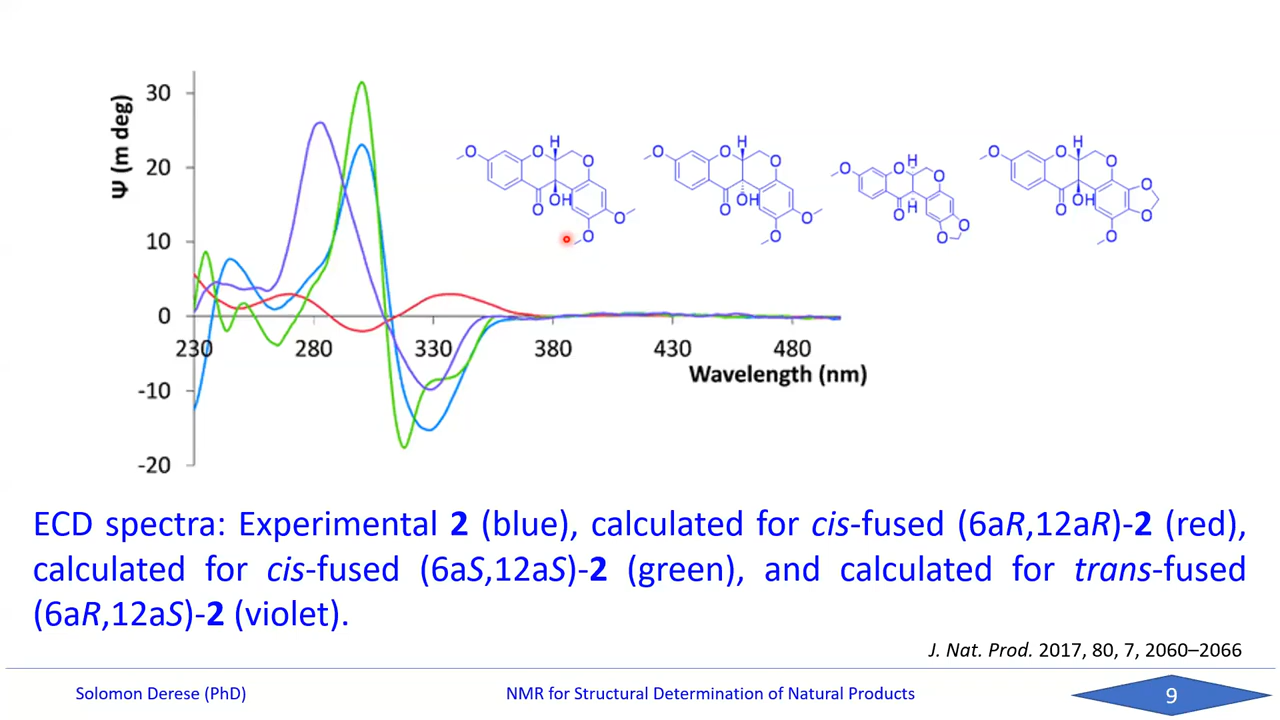 Ψ (m deg)
30
20
10
0
-10
-20
230
280
330
380
430
480
Wavelength (nm)
H
O
O
O
OH
O
O
O
H
O
O
O
OH
O
O
O
H
O
O
O
O
H
O
O
H
O
O
O
OH
O
O
O
O
ECD spectra: Experimental 2 (blue), calculated for cis-fused (6aR,12aR)-2 (red),
calculated for cis-fused (6aS,12aS)-2 (green), and calculated for trans-fused
(6aR,12aS)-2 (violet).
J. Nat. Prod. 2017, 80, 7, 2060–2066
Solomon Derese (PhD)
NMR for Structural Determination of Natural Products
9